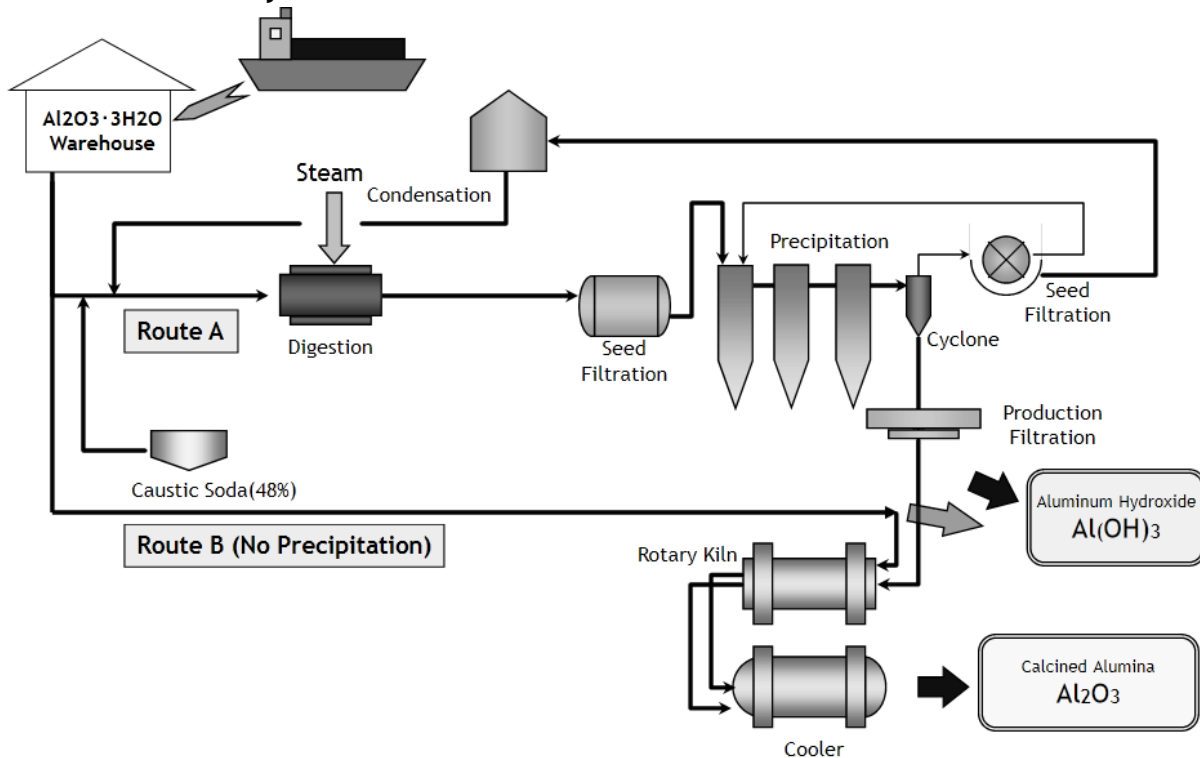 Al2O3·3H2O
Warehouse
Steam
Condensation
Precipitation
Route A
Digestion
Seed
Filtration
Cyclone
Seed
Filtration
Production
Filtration
Caustic Soda(48%)
Aluminum Hydroxide
Al(OH)3
Route B (No Precipitation)
Rotary Kiln
Calcined Alumina
Al2O3
Cooler